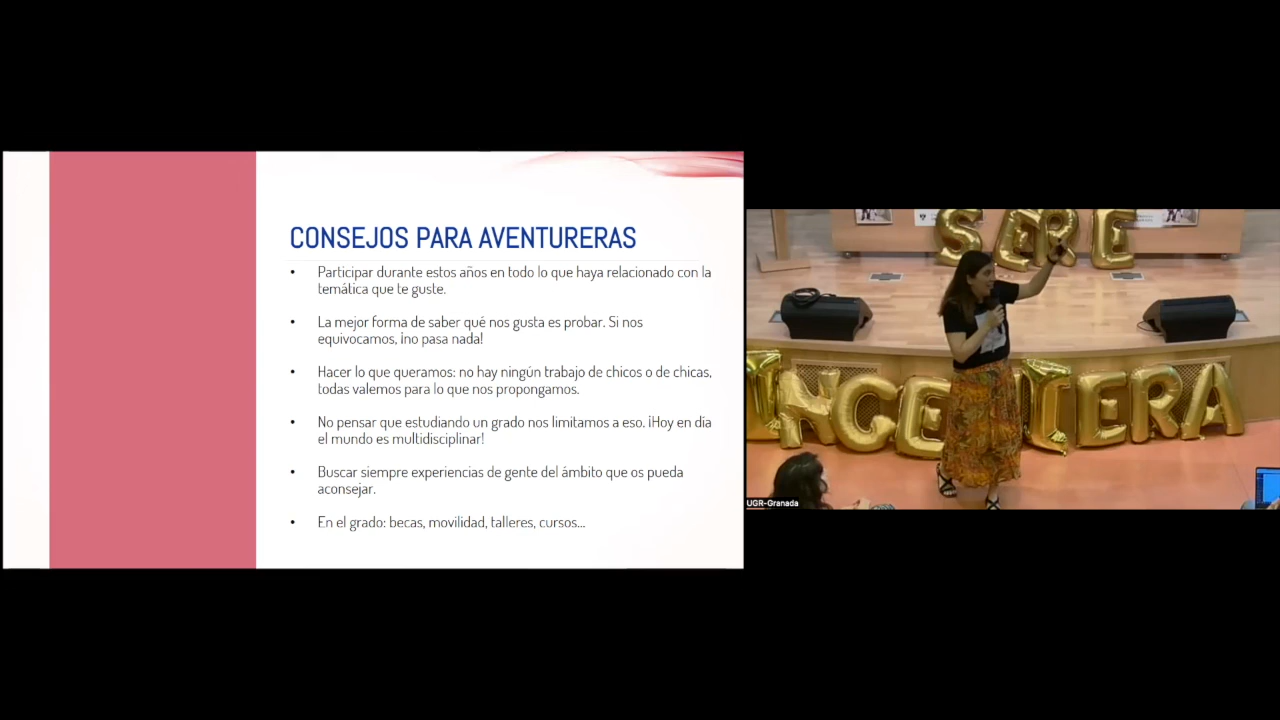 CONSEJOS PARA AVENTURERAS
• Participar durante estos años en todo lo que haya relacionado con la
temática que te guste.
• La mejor forma de saber qué nos gusta es probar. Si nos
equivocamos, ¡no pasa nada!
• Hacer lo que queramos: no hay ningún trabajo de chicos o de chicas,
todas valemos para lo que nos propongamos.
• No pensar que estudiando un grado nos limitamos a eso. ¡Hoy en día
el mundo es multidisciplinar!
• Buscar siempre experiencias de gente del ámbito que os pueda
aconsejar.
• En el grado: becas, movilidad, talleres, cursos...
SERÉ
INGENIERA
UGR-Granada